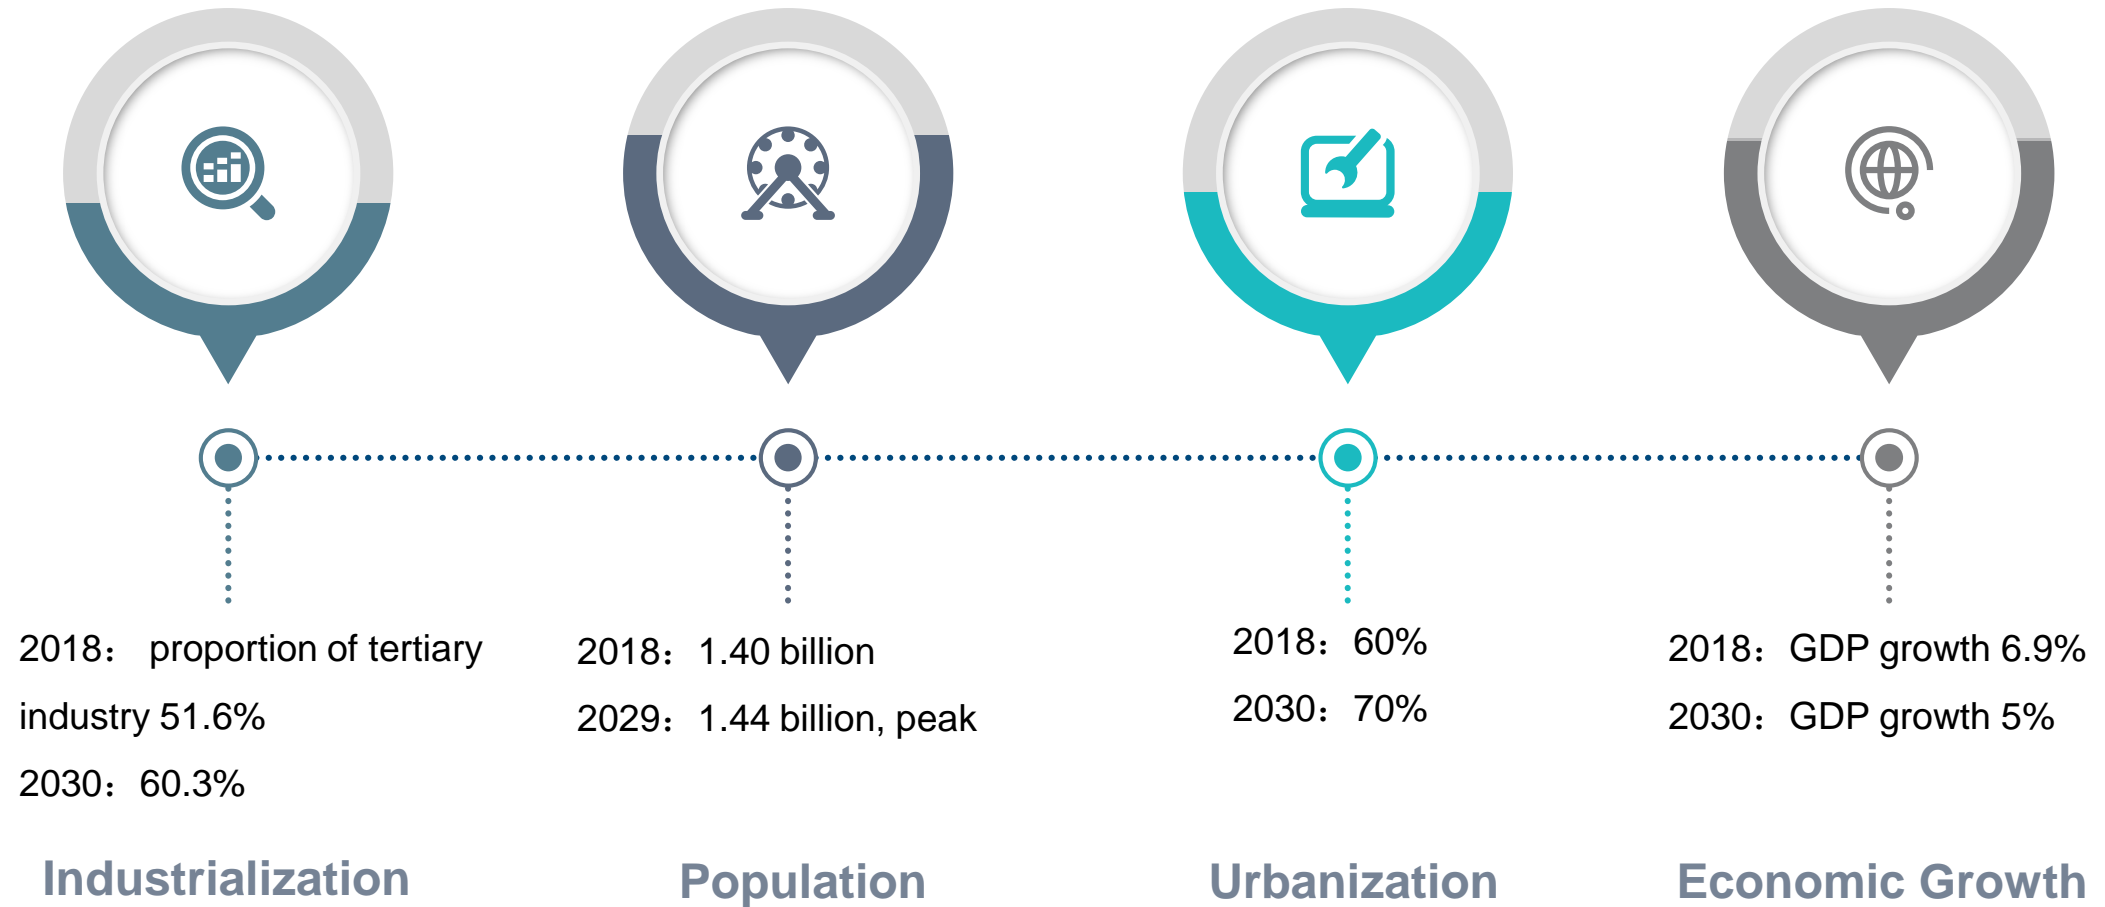 2018： proportion of tertiary
industry 51.6%
2030：60.3%
Industrialization
2018：1.40 billion
2029：1.44 billion, peak
Population
2018：60%
2030：70%
Urbanization
2018：GDP growth 6.9%
2030：GDP growth 5%
Economic Growth